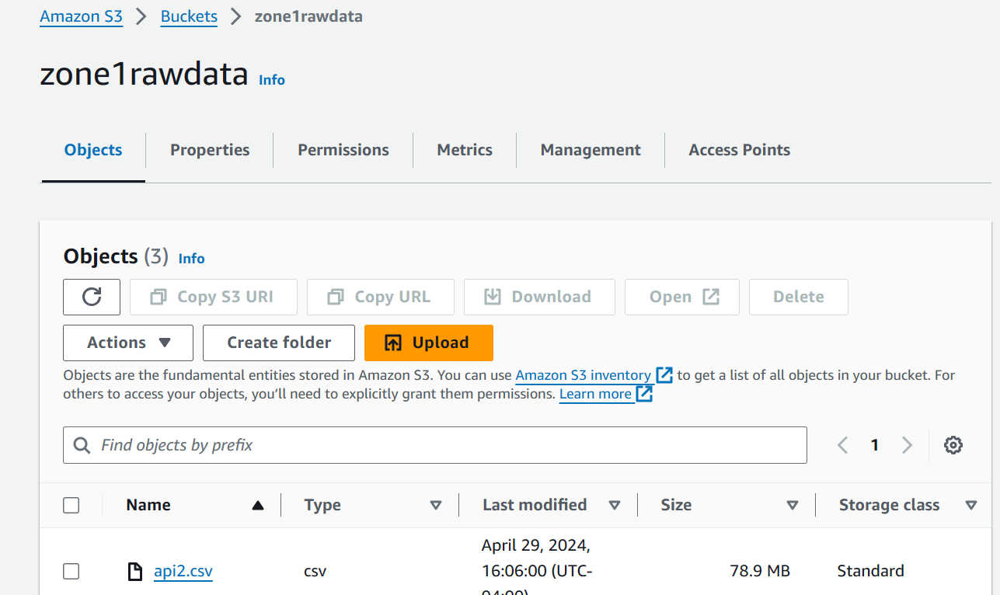 Amazon S3 > Buckets > zone1rawdata
zone1rawdata Info
Objects Properties Permissions Metrics Management Access Points
Objects (3) Info
Copy S3 URI Copy URL Download Open Delete
Actions Create folder Upload
Objects are the fundamental entities stored in Amazon S3. You can use Amazon S3 inventory to get a list of all objects in your bucket. For
others to access your objects, you'll need to explicitly grant them permissions. Learn more
Find objects by prefix 1
Name Type Last modified Size Storage class
April 29, 2024,
api2.csv csv 16:06:00 (UTC- 78.9 MB Standard
04:00)